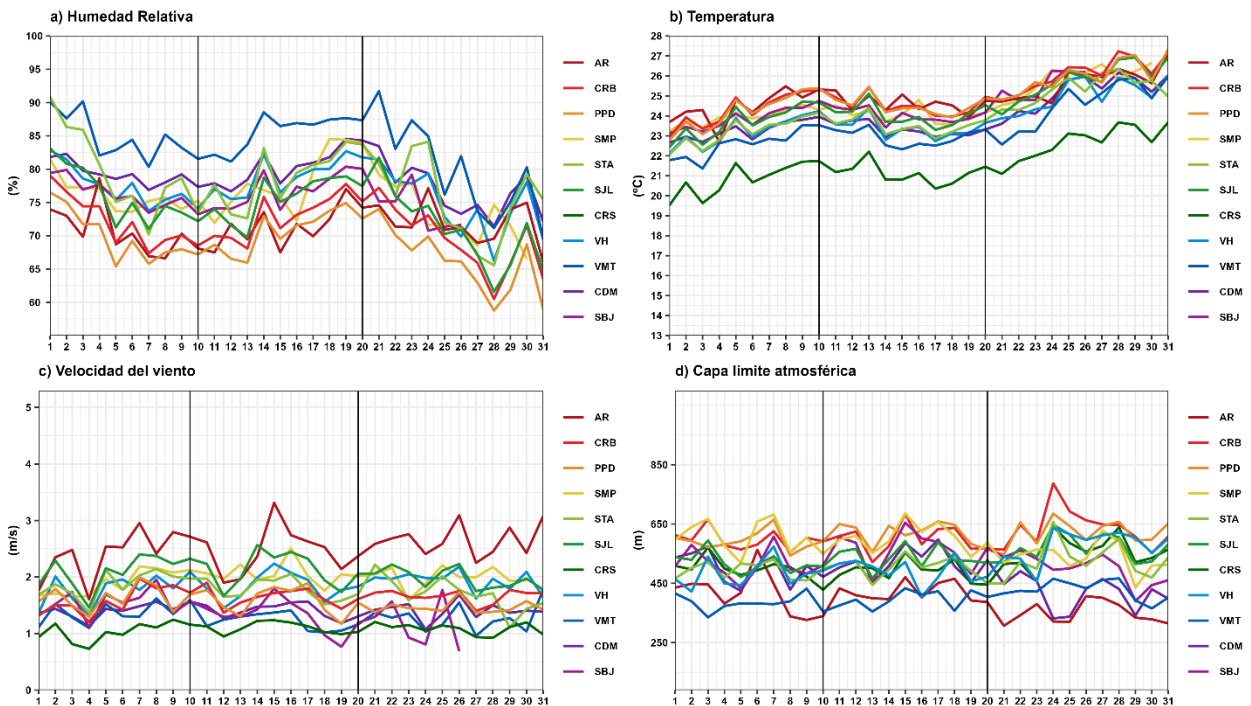 a) Humedad Relativa
100
95
90
85
80
75
70
65
60
(%)
1 2 3 4 5 6 7 8 9 10 11 12 13 14 15 16 17 18 19 20 21 22 23 24 25 26 27 28 29 30 31
AR
CRB
PPD
SMP
STA
SJL
CRS
VH
VMT
CDM
SBJ
b) Temperatura
28
27
26
25
24
23
22
21
20
19
18
17
16
15
14
13
(ºC)
1 2 3 4 5 6 7 8 9 10 11 12 13 14 15 16 17 18 19 20 21 22 23 24 25 26 27 28 29 30 31
AR
CRB
PPD
SMP
STA
SJL
CRS
VH
VMT
CDM
SBJ
c) Velocidad del viento
5
4
3
2
1
0
(m/s)
1 2 3 4 5 6 7 8 9 10 11 12 13 14 15 16 17 18 19 20 21 22 23 24 25 26 27 28 29 30 31
AR
CRB
PPD
SMP
STA
SJL
CRS
VH
VMT
CDM
SBJ
d) Capa limite atmosférica
850
650
450
250
(m)
1 2 3 4 5 6 7 8 9 10 11 12 13 14 15 16 17 18 19 20 21 22 23 24 25 26 27 28 29 30 31
AR
CRB
PPD
SMP
STA
SJL
CRS
VH
VMT
CDM
SBJ